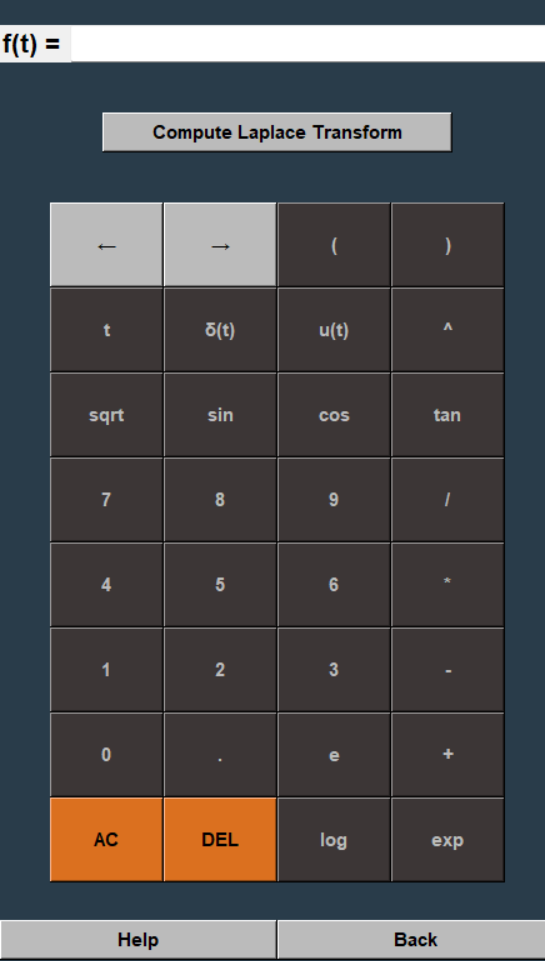 f(t) =
Compute Laplace Transform
← → ( )
t δ(t) u(t) ^
sqrt sin cos tan
7 8 9 /
4 5 6 *
1 2 3 -
0 . e +
AC DEL log exp
Help Back